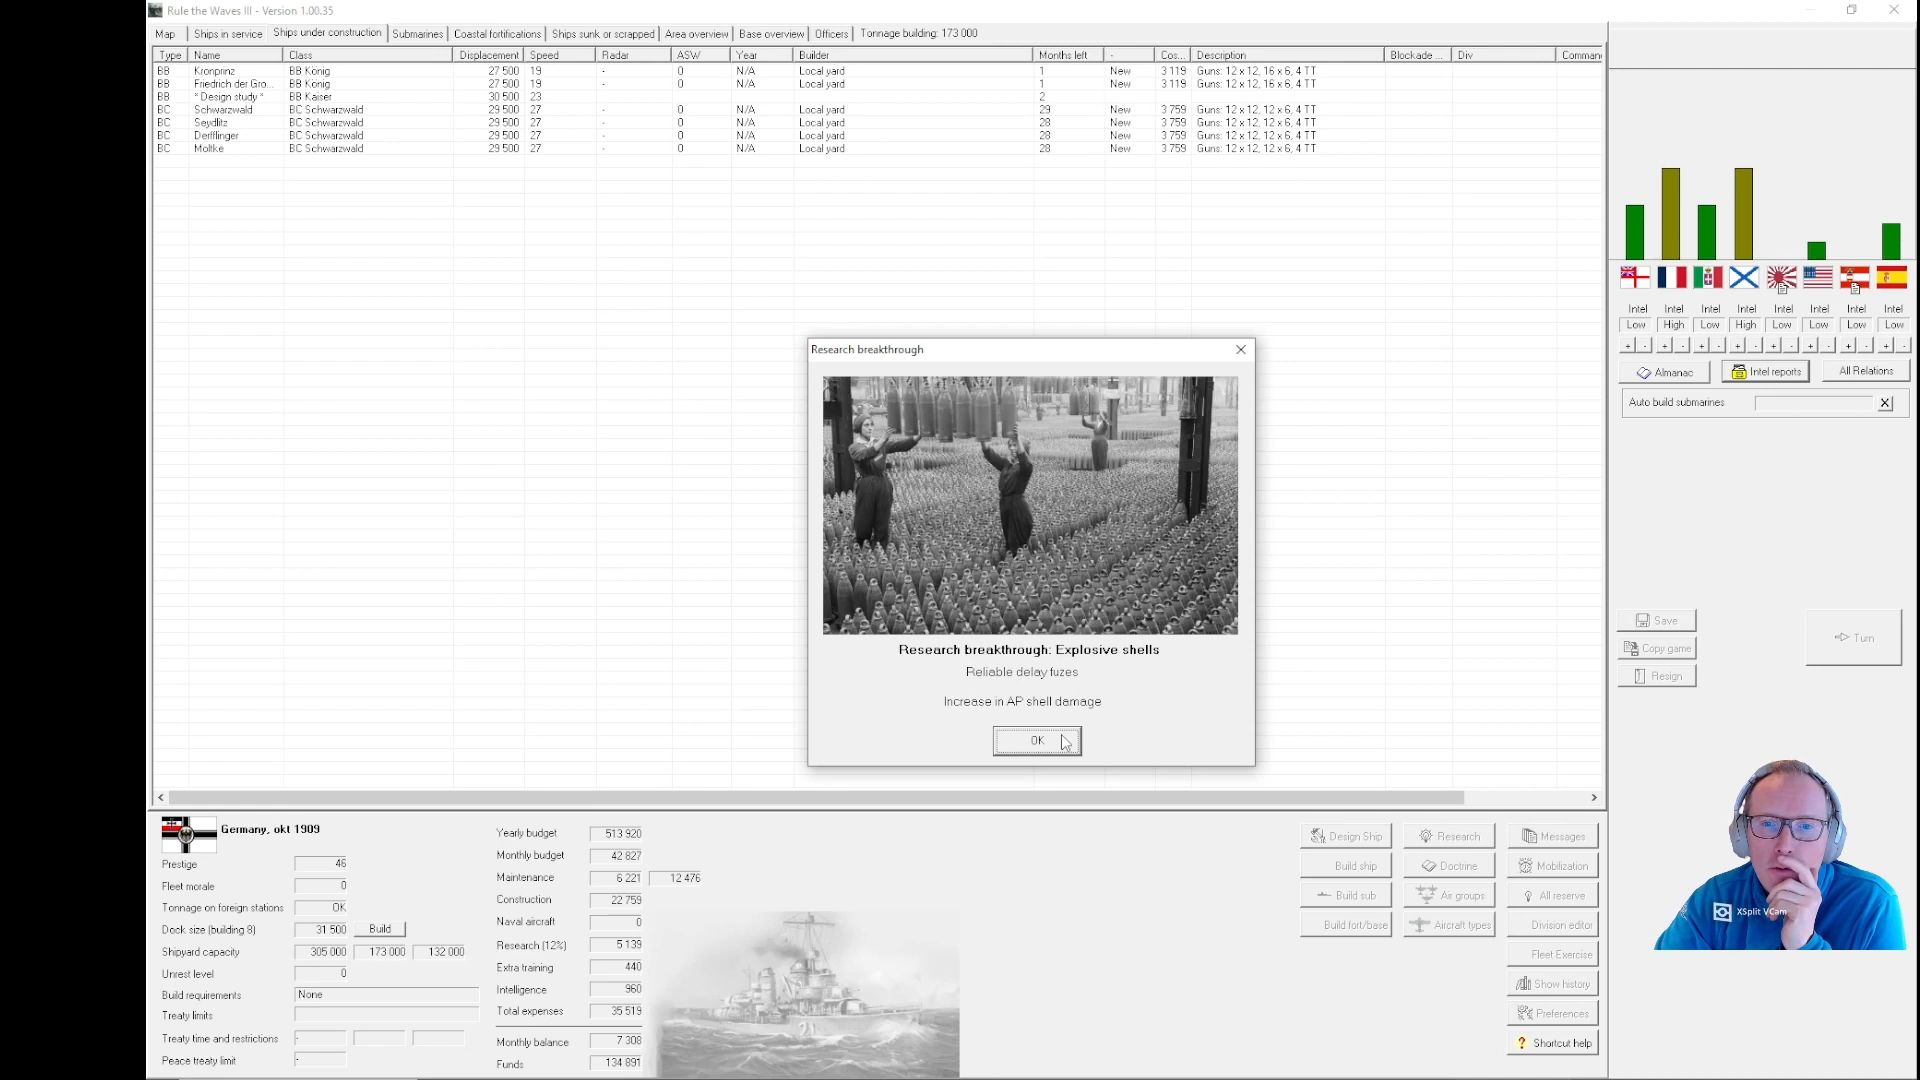 Rule the Waves III - Version 1.00.35
Map Ships in service Ships under construction Submarines Coastal fortifications Ships sunk or scrapped Area overview Base overview Officers Tonnage building: 173 000
Type Name Class Displacement Speed Radar ASW Year Builder Months left - Cos... Description Blockade ... Div Comman
BB Kronprinz BB König 27 500 19 - 0 N/A Local yard 1 New 3 119 Guns: 12 x 12, 16 x 6, 4 TT
BB Friedrich der Gro... BB König 27 500 19 - 0 N/A Local yard 1 New 3 119 Guns: 12 x 12, 16 x 6, 4 TT
BB * Design study * BB Kaiser 30 500 23 2
BC Schwarzwald BC Schwarzwald 29 500 27 - 0 N/A Local yard 29 New 3 759 Guns: 12 x 12, 12 x 6, 4 TT
BC Seydlitz BC Schwarzwald 29 500 27 - 0 N/A Local yard 28 New 3 759 Guns: 12 x 12, 12 x 6, 4 TT
BC Derfflinger BC Schwarzwald 29 500 27 - 0 N/A Local yard 28 New 3 759 Guns: 12 x 12, 12 x 6, 4 TT
BC Moltke BC Schwarzwald 29 500 27 - 0 N/A Local yard 28 New 3 759 Guns: 12 x 12, 12 x 6, 4 TT
Intel Intel Intel Intel Intel Intel Intel Intel
Low High Low High Low Low Low Low
+ - + - + - + - + - + - + - + -
Almanac Intel reports All Relations
Auto build submarines X
Research breakthrough
Research breakthrough: Explosive shells
Reliable delay fuzes
Increase in AP shell damage
OK
Save
Copy game
Resign
Turn
Germany, okt 1909
Prestige 46
Fleet morale 0
Tonnage on foreign stations OK
Dock size (building 8) 31 500 Build
Shipyard capacity 305 000 173 000 132 000
Unrest level 0
Build requirements None
Treaty limits
Treaty time and restrictions -
Peace treaty limit -
Yearly budget 513 920
Monthly budget 42 827
Maintenance 6 221 12 476
Construction 22 759
Naval aircraft 0
Research (12%) 5 139
Extra training 440
Intelligence 960
Total expenses 35 519
Monthly balance 7 308
Funds 134 891
Design Ship Research Messages
Build ship Doctrine Mobilization
Build sub Air groups All reserve
Build fort/base Aircraft types Division editor
Fleet Exercise
Show history
Preferences
? Shortcut help
XSplit VCam